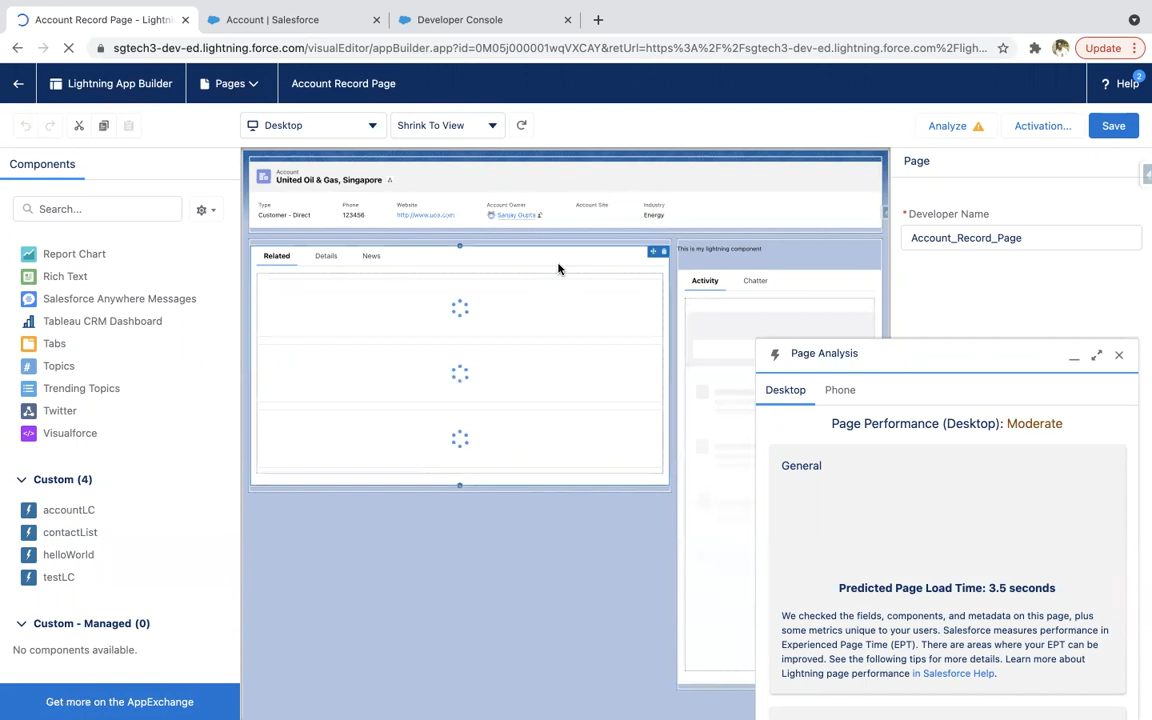 Account Record Page - Lightni
Account | Salesforce
Developer Console
sgtech3-dev-ed.lightning.force.com/visualEditor/appBuilder.app?id=0M05j000001wqVXCAY&retUrl=https%3A%2F%2Fsgtech3-dev-ed.lightning.force.com%2Fligh...
Update
Lightning App Builder
Pages
Account Record Page
? Help
2
Desktop
Shrink To View
Analyze
Activation...
Save
Components
Search...
Report Chart
Rich Text
Salesforce Anywhere Messages
Tableau CRM Dashboard
Tabs
Topics
Trending Topics
Twitter
Visualforce
Custom (4)
accountLC
contactList
helloWorld
testLC
Custom - Managed (0)
No components available.
Get more on the AppExchange
Account
United Oil & Gas, Singapore
Type
Phone
Website
Account Owner
Account Site
Industry
Customer - Direct
123456
http://www.uos.com
Sanjay Gupta
Energy
Related
Details
News
This is my lightning component
Activity
Chatter
Page
* Developer Name
Account_Record_Page
Page Analysis
Desktop
Phone
Page Performance (Desktop): Moderate
General
Predicted Page Load Time: 3.5 seconds
We checked the fields, components, and metadata on this page, plus
some metrics unique to your users. Salesforce measures performance in
Experienced Page Time (EPT). There are areas where your EPT can be
improved. See the following tips for more details. Learn more about
Lightning page performance in Salesforce Help.